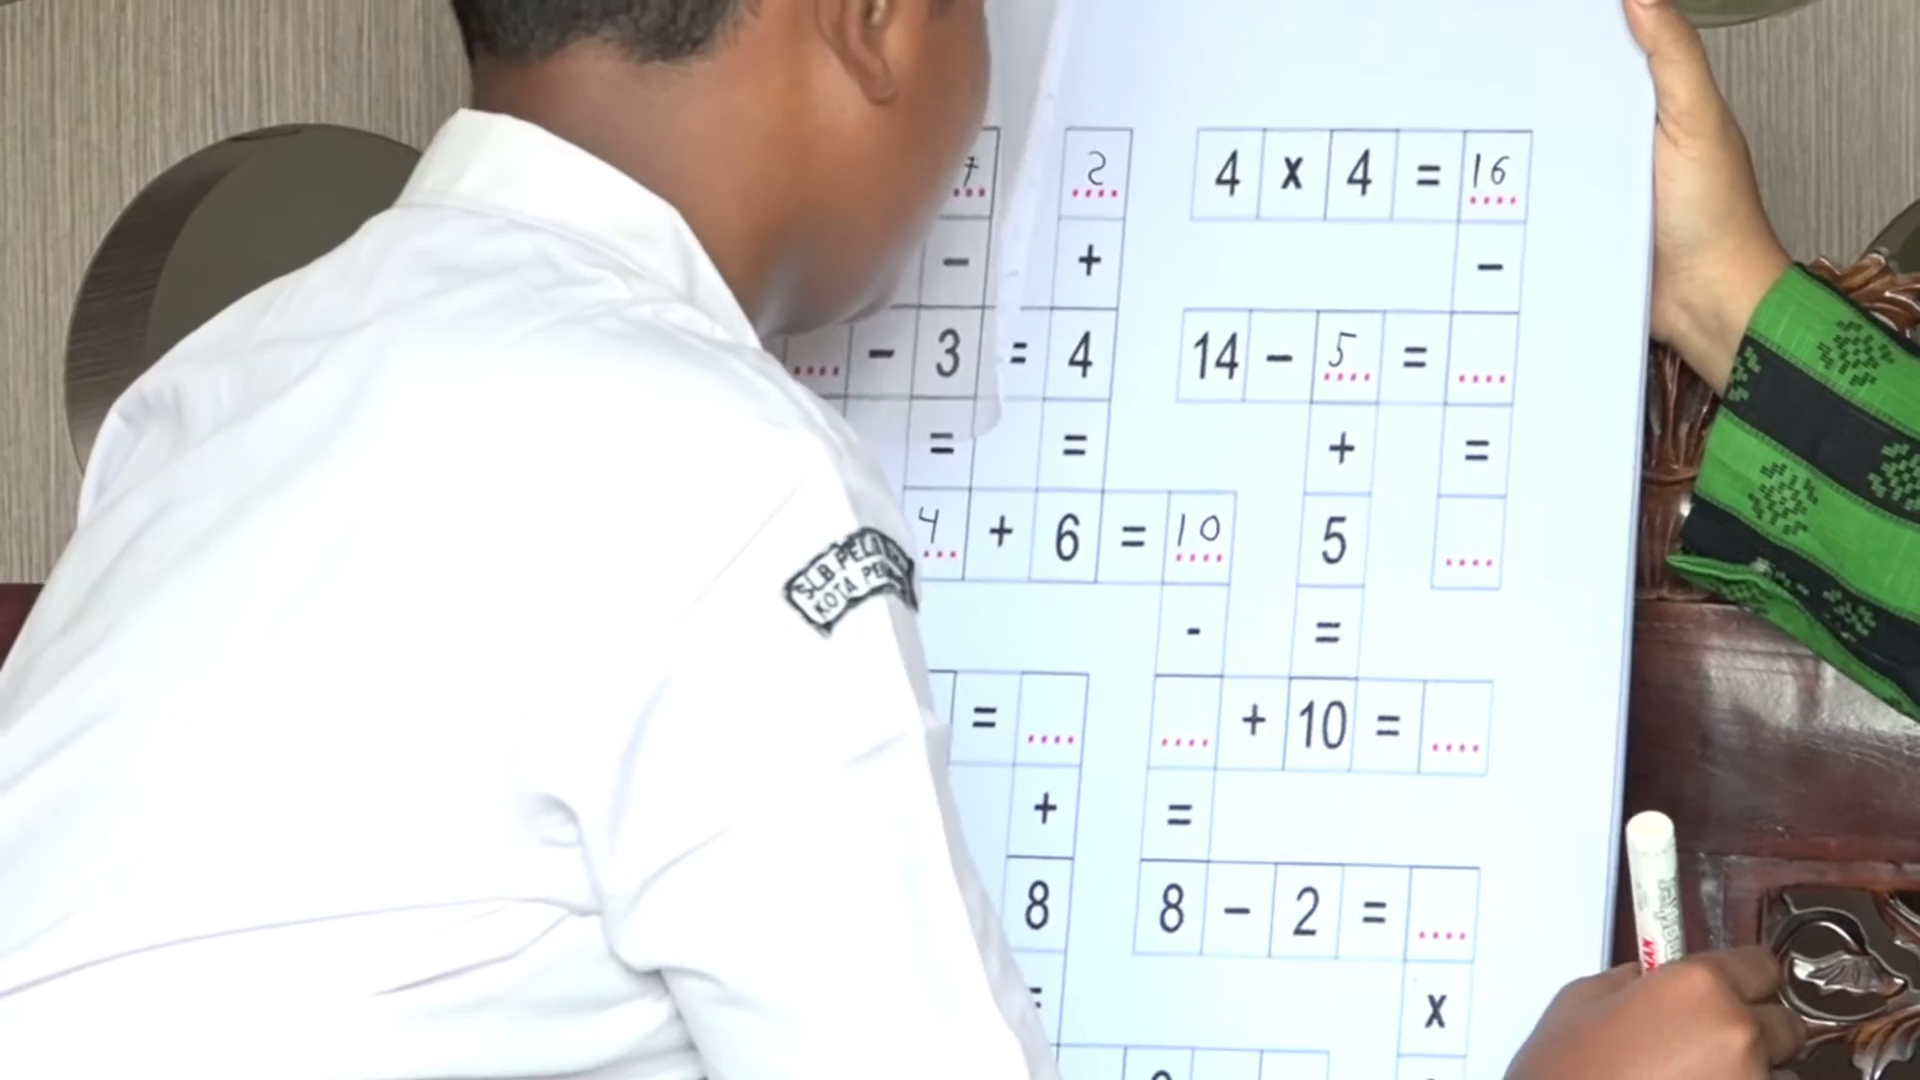 7 2 4 x 4 = 16
- + -
.... - 3 = 4 14 - 5 = ....
= = + =
4 + 6 = 10 5 ....
- =
= .... .... + 10 = ....
+ =
8 8 - 2 = ....
= x
SLB
KOTA